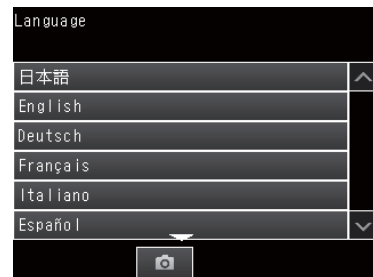 Language
日本語
English
Deutsch
Français
Italiano
Español